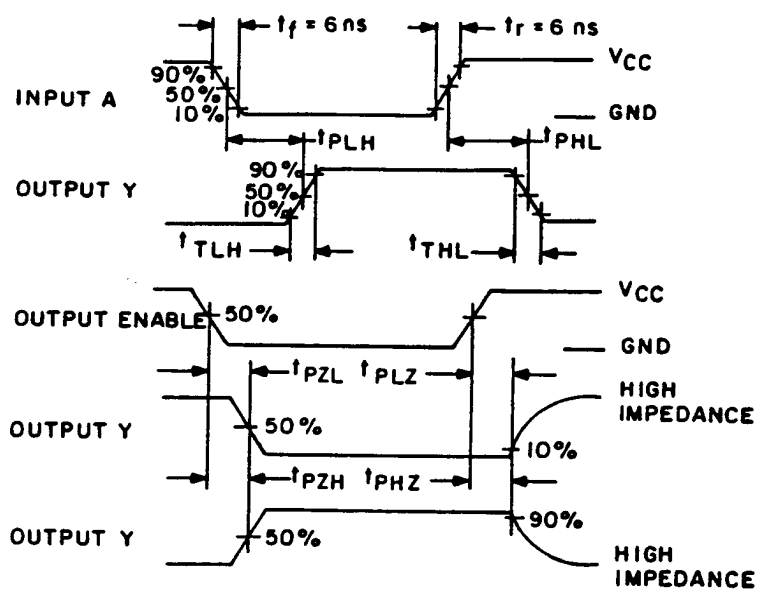 tf = 6 ns tr = 6 ns
90% VCC
INPUT A 50%
10% GND
tPLH tPHL
90%
OUTPUT Y 50%
10%
tTLH tTHL
VCC
OUTPUT ENABLE 50%
GND
tPZL tPLZ
HIGH
IMPEDANCE
OUTPUT Y 50%
10%
tPZH tPHZ
90%
OUTPUT Y 50%
HIGH
IMPEDANCE